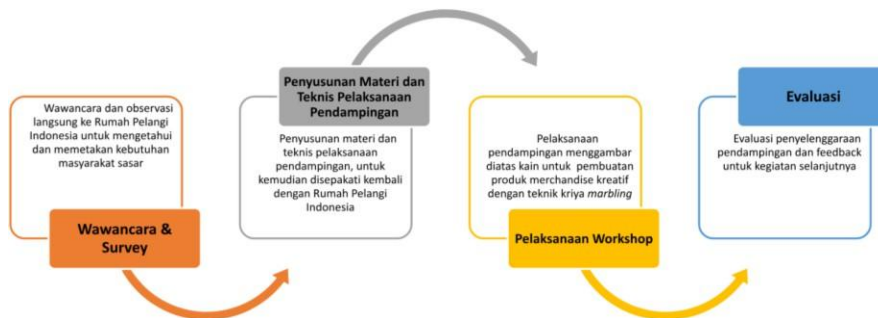 Wawancara dan observasi
langsung ke Rumah Pelangi
Indonesia untuk mengetahui
dan memetakan kebutuhan
masyarakat sasar
Wawancara &
Survey
Penyusunan Materi dan
Teknis Pelaksanaan
Pendampingan
Penyusunan materi dan
teknis pelaksanaan
pendampingan, untuk
kemudian disepakati kembali
dengan Rumah Pelangi
Indonesia
Pelaksanaan
pendampingan menggambar
diatas kain untuk pembuatan
produk merchandise kreatif
dengan teknik kriya marbling
Pelaksanaan Workshop
Evaluasi
Evaluasi penyelenggaraan
pendampingan dan feedback
untuk kegiatan selanjutnya